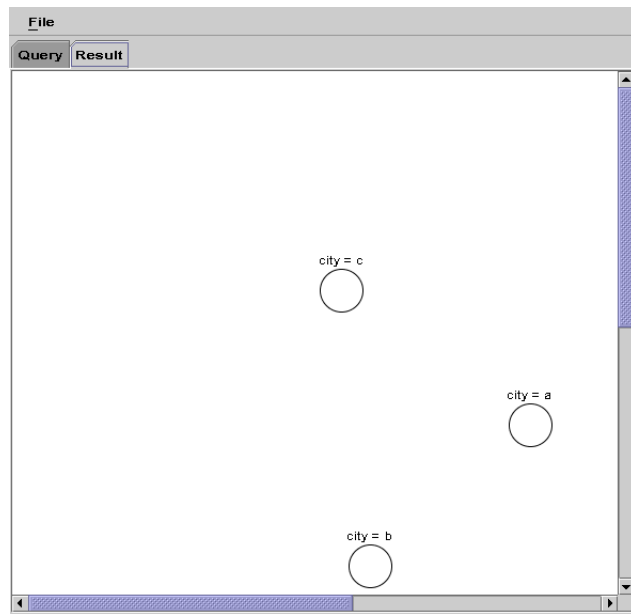 File
Query Result
city = c
city = a
city = b